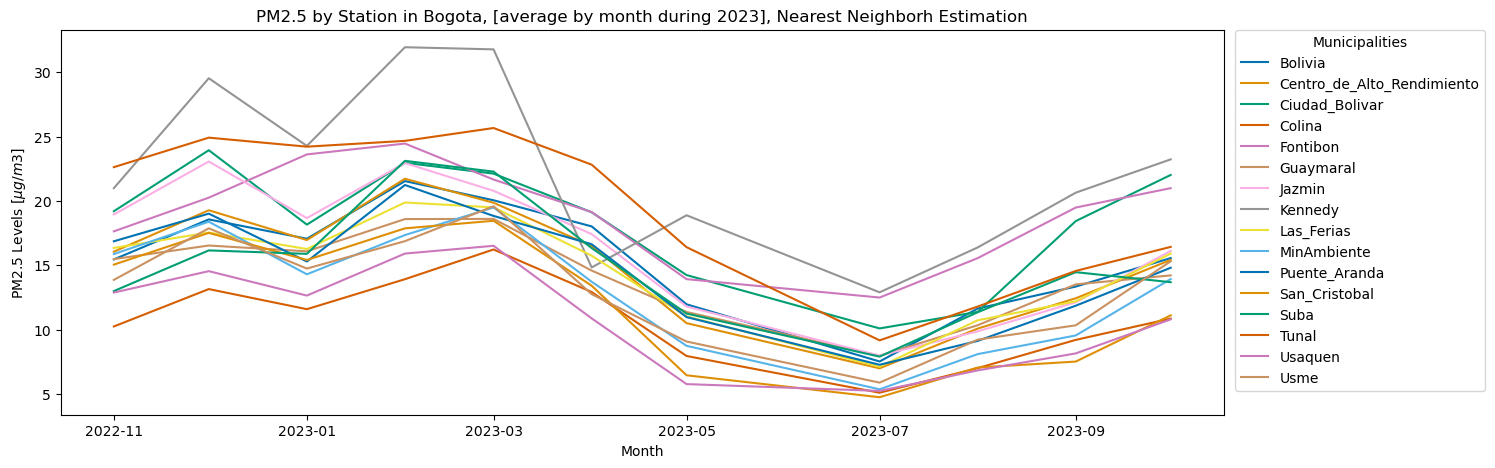 PM2.5 by Station in Bogota, [average by month during 2023], Nearest Neighborh Estimation
PM2.5 Levels [µg/m3]
30
25
20
15
10
5
2022-11
2023-01
2023-03
2023-05
2023-07
2023-09
Month
Municipalities
Bolivia
Centro_de_Alto_Rendimiento
Ciudad_Bolivar
Colina
Fontibon
Guaymaral
Jazmin
Kennedy
Las_Ferias
MinAmbiente
Puente_Aranda
San_Cristobal
Suba
Tunal
Usaquen
Usme